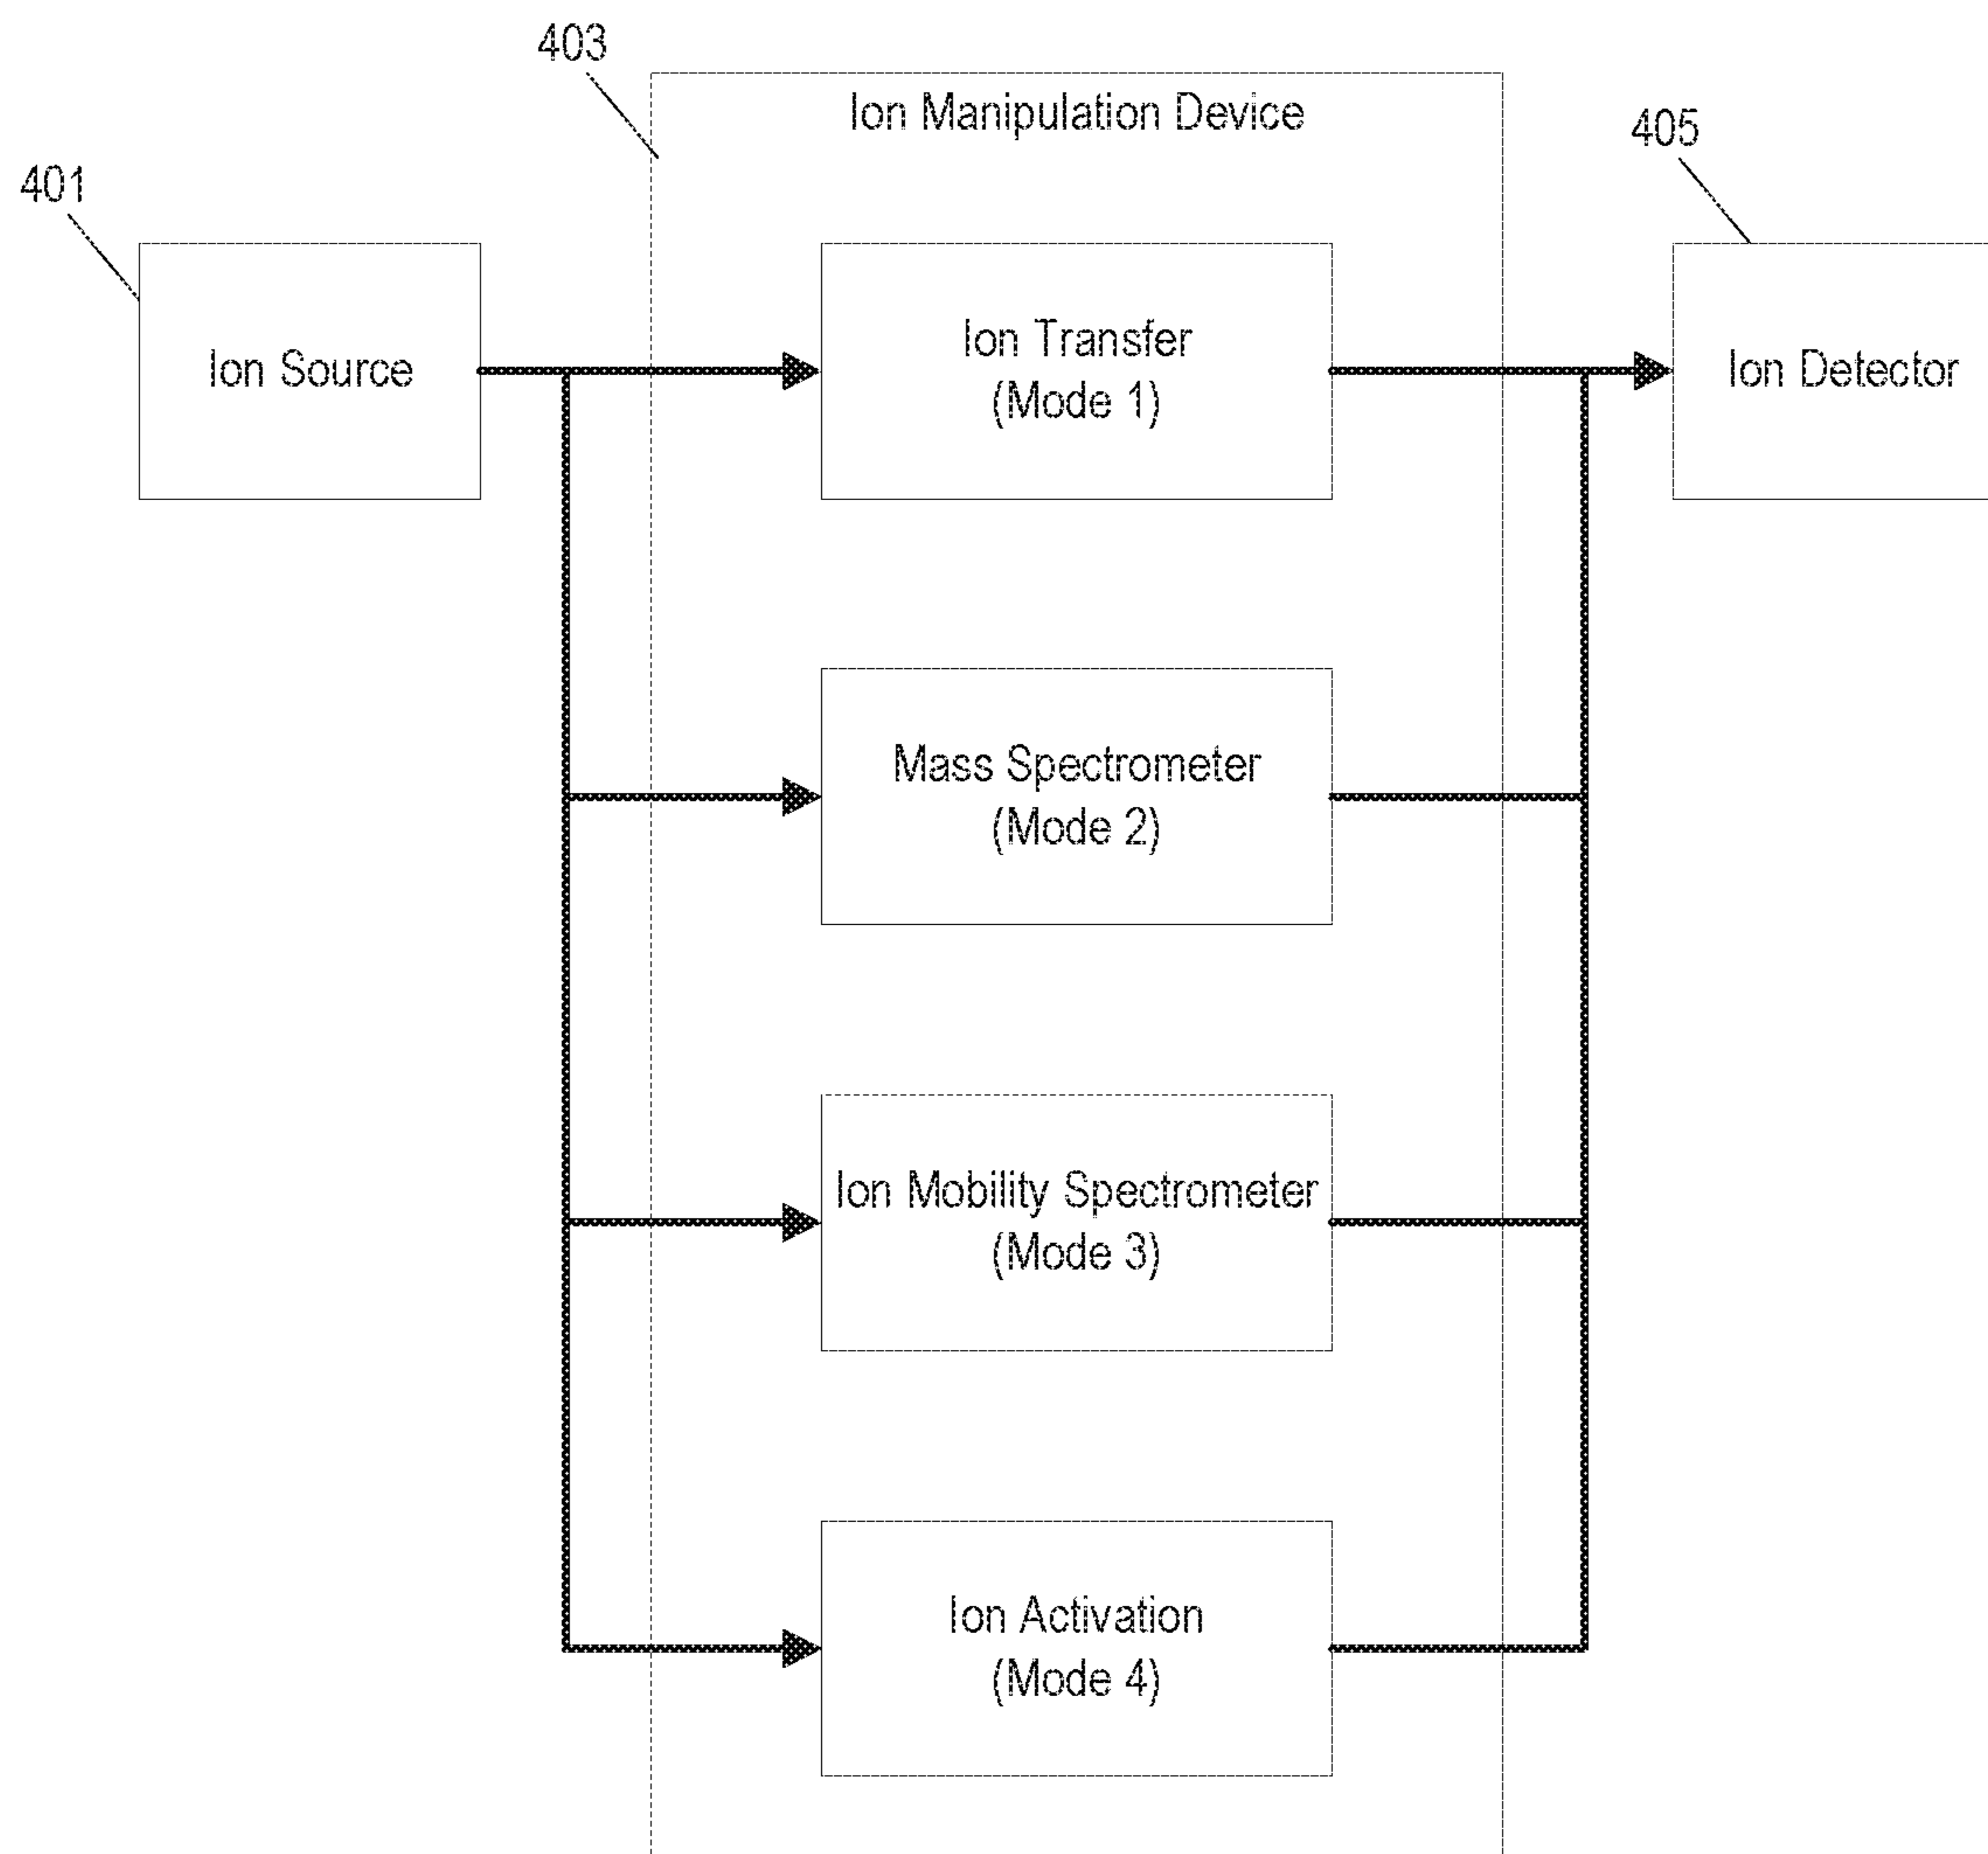 403
Ion Manipulation Device
405
401
Ion Source
Ion Transfer
(Mode 1)
Ion Detector
Mass Spectrometer
(Mode 2)
Ion Mobility Spectrometer
(Mode 3)
Ion Activation
(Mode 4)